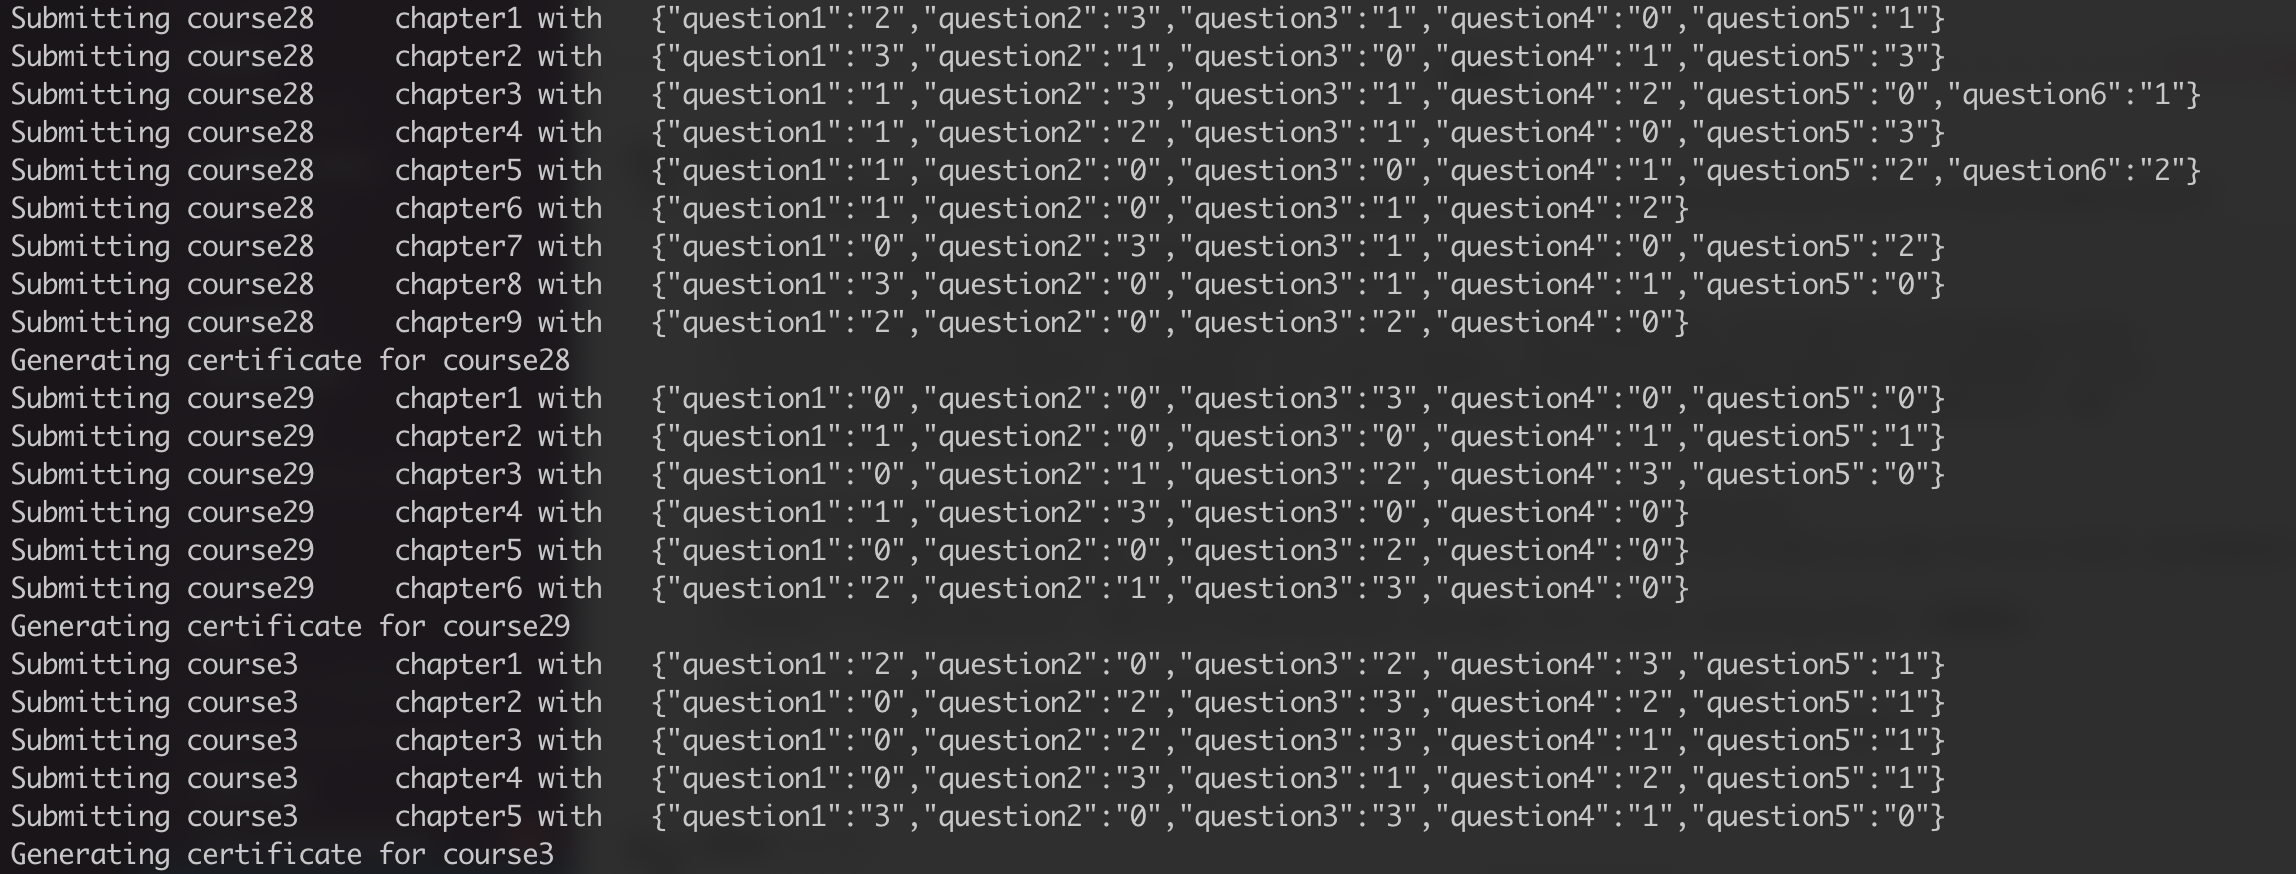 Submitting course28 chapter1 with {"question1":"2","question2":"3","question3":"1","question4":"0","question5":"1"}
Submitting course28 chapter2 with {"question1":"3","question2":"1","question3":"0","question4":"1","question5":"3"}
Submitting course28 chapter3 with {"question1":"1","question2":"3","question3":"1","question4":"2","question5":"0","question6":"1"}
Submitting course28 chapter4 with {"question1":"1","question2":"2","question3":"1","question4":"0","question5":"3"}
Submitting course28 chapter5 with {"question1":"1","question2":"0","question3":"0","question4":"1","question5":"2","question6":"2"}
Submitting course28 chapter6 with {"question1":"1","question2":"0","question3":"1","question4":"2"}
Submitting course28 chapter7 with {"question1":"0","question2":"3","question3":"1","question4":"0","question5":"2"}
Submitting course28 chapter8 with {"question1":"3","question2":"0","question3":"1","question4":"1","question5":"0"}
Submitting course28 chapter9 with {"question1":"2","question2":"0","question3":"2","question4":"0"}
Generating certificate for course28
Submitting course29 chapter1 with {"question1":"0","question2":"0","question3":"3","question4":"0","question5":"0"}
Submitting course29 chapter2 with {"question1":"1","question2":"0","question3":"0","question4":"1","question5":"1"}
Submitting course29 chapter3 with {"question1":"0","question2":"1","question3":"2","question4":"3","question5":"0"}
Submitting course29 chapter4 with {"question1":"1","question2":"3","question3":"0","question4":"0"}
Submitting course29 chapter5 with {"question1":"0","question2":"0","question3":"2","question4":"0"}
Submitting course29 chapter6 with {"question1":"2","question2":"1","question3":"3","question4":"0"}
Generating certificate for course29
Submitting course3 chapter1 with {"question1":"2","question2":"0","question3":"2","question4":"3","question5":"1"}
Submitting course3 chapter2 with {"question1":"0","question2":"2","question3":"3","question4":"2","question5":"1"}
Submitting course3 chapter3 with {"question1":"0","question2":"2","question3":"3","question4":"1","question5":"1"}
Submitting course3 chapter4 with {"question1":"0","question2":"3","question3":"1","question4":"2","question5":"1"}
Submitting course3 chapter5 with {"question1":"3","question2":"0","question3":"3","question4":"1","question5":"0"}
Generating certificate for course3